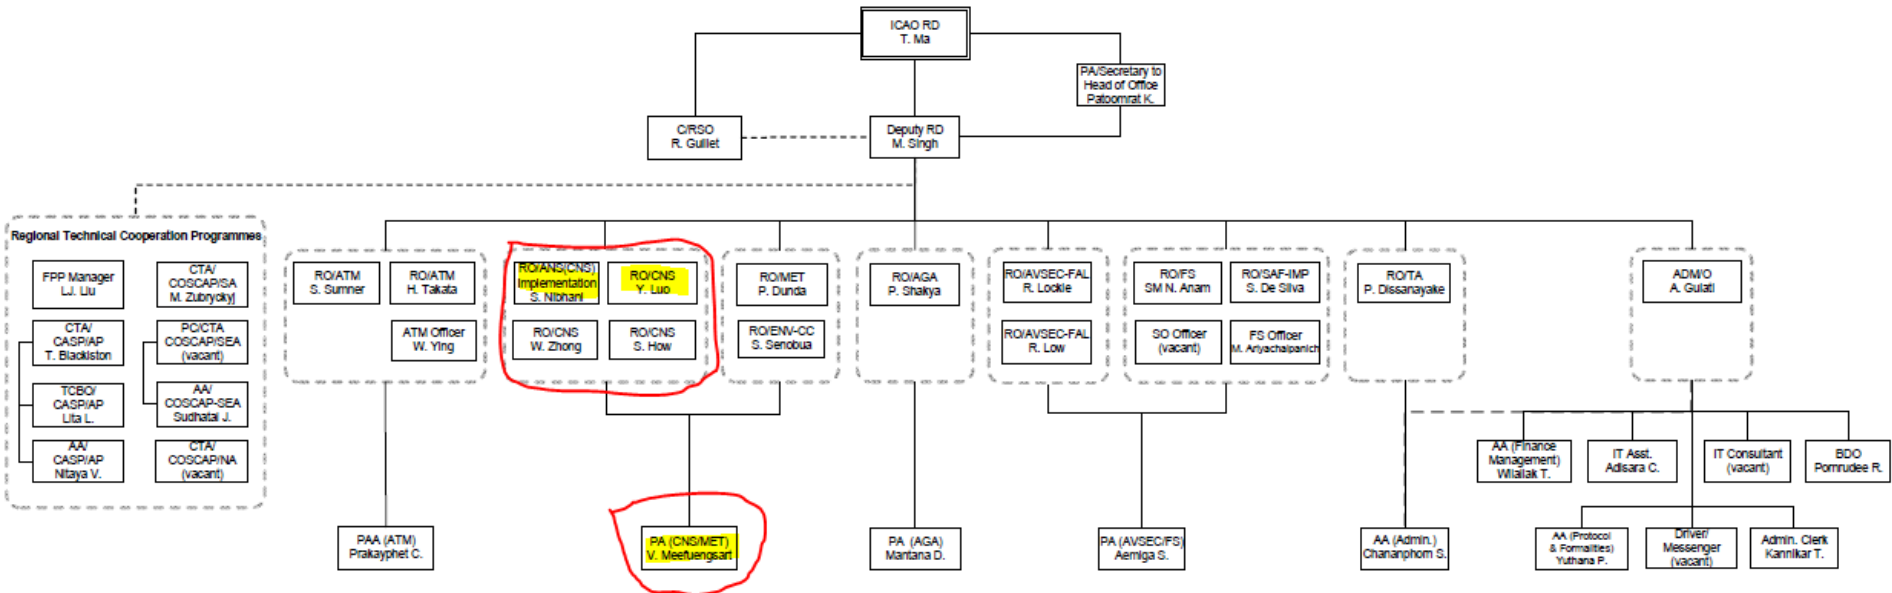 ICAO RD
T. Ma
PA/Secretary to
Head of Office
Patoomrat K.
C/RSO
R. Guillet
Deputy RD
M. Singh
Regional Technical Cooperation Programmes
FPP Manager
LJ. Liu
CTA/
COSCAP/SA
M. Zubryckyj
CTA/
CASP/AP
T. Blackiston
PC/CTA
COSCAP/SEA
(vacant)
TCBO/
CASP/AP
Lita L.
AA/
COSCAP-SEA
Sudhatai J.
AA/
CASP/AP
Nitaya V.
CTA/
COSCAP/NA
(vacant)
RO/ATM
S. Sumner
RO/ATM
H. Takata
ATM Officer
W. Ying
RO/ANS(CNS)
Implementation
S. Nibhani
RO/CNS
Y. Luo
RO/CNS
W. Zhong
RO/CNS
S. How
RO/MET
P. Dunda
RO/ENV-CC
S. Senobua
RO/AGA
P. Shakya
RO/AVSEC-FAL
R. Lockie
RO/AVSEC-FAL
R. Low
RO/FS
SM N. Anam
RO/SAF-IMP
S. De Silva
SO Officer
(vacant)
FS Officer
M. Ariyachaipanich
RO/TA
P. Dissanayake
ADM/O
A. Gulati
AA (Finance
Management)
Wilailak T.
IT Asst.
Adisara C.
IT Consultant
(vacant)
BDO
Pornrudee R.
PAA (ATM)
Prakayphet C.
PA (CNS/MET)
V. Meefuengsart
PA (AGA)
Mantana D.
PA (AVSEC/FS)
Aemiga S.
AA (Admin.)
Chananphom S.
AA (Protocol
& Formalities)
Yuthana P.
Driver/
Messenger
(vacant)
Admin. Clerk
Kannikar T.